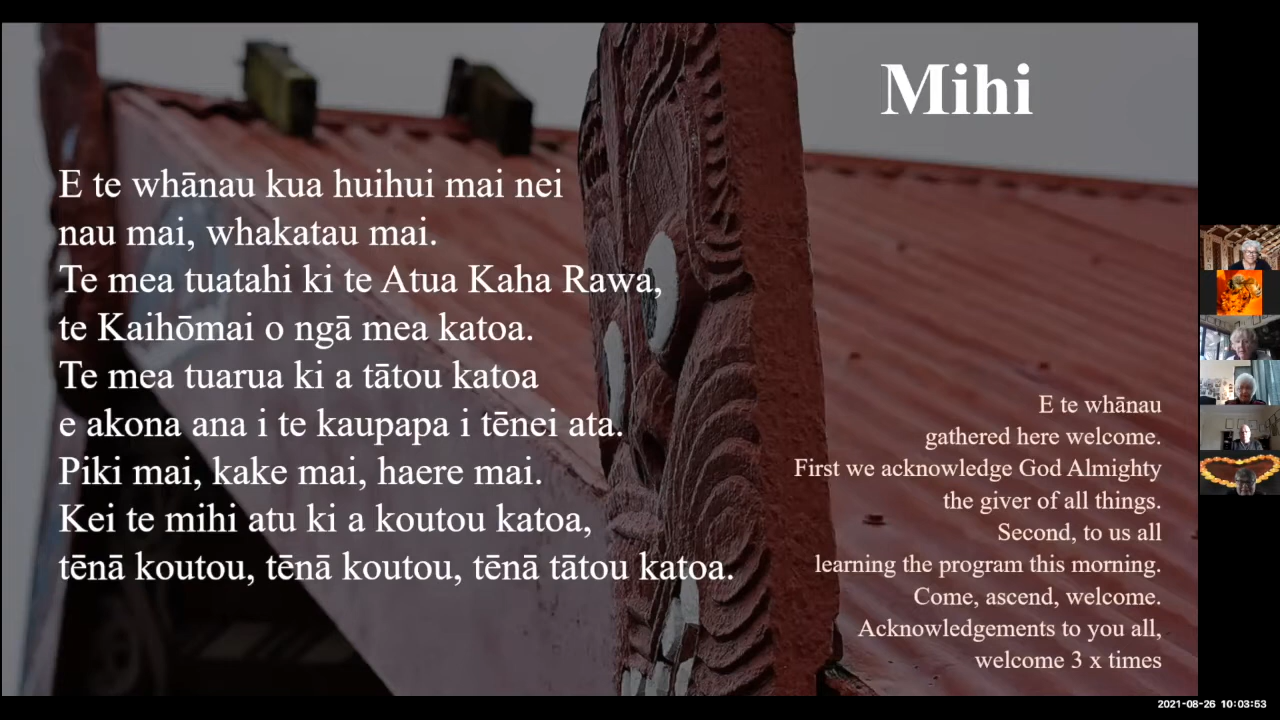 Mihi
E te whānau kua huihui mai nei
nau mai, whakatau mai.
Te mea tuatahi ki te Atua Kaha Rawa,
te Kaihōmai o ngā mea katoa.
Te mea tuarua ki a tātou katoa
e akona ana i te kaupapa i tēnei ata.
Piki mai, kake mai, haere mai.
Kei te mihi atu ki a koutou katoa,
tēnā koutou, tēnā koutou, tēnā tātou katoa.
E te whānau
gathered here welcome.
First we acknowledge God Almighty
the giver of all things.
Second, to us all
learning the program this morning.
Come, ascend, welcome.
Acknowledgements to you all,
welcome 3 x times
2021-08-26 10:03:53